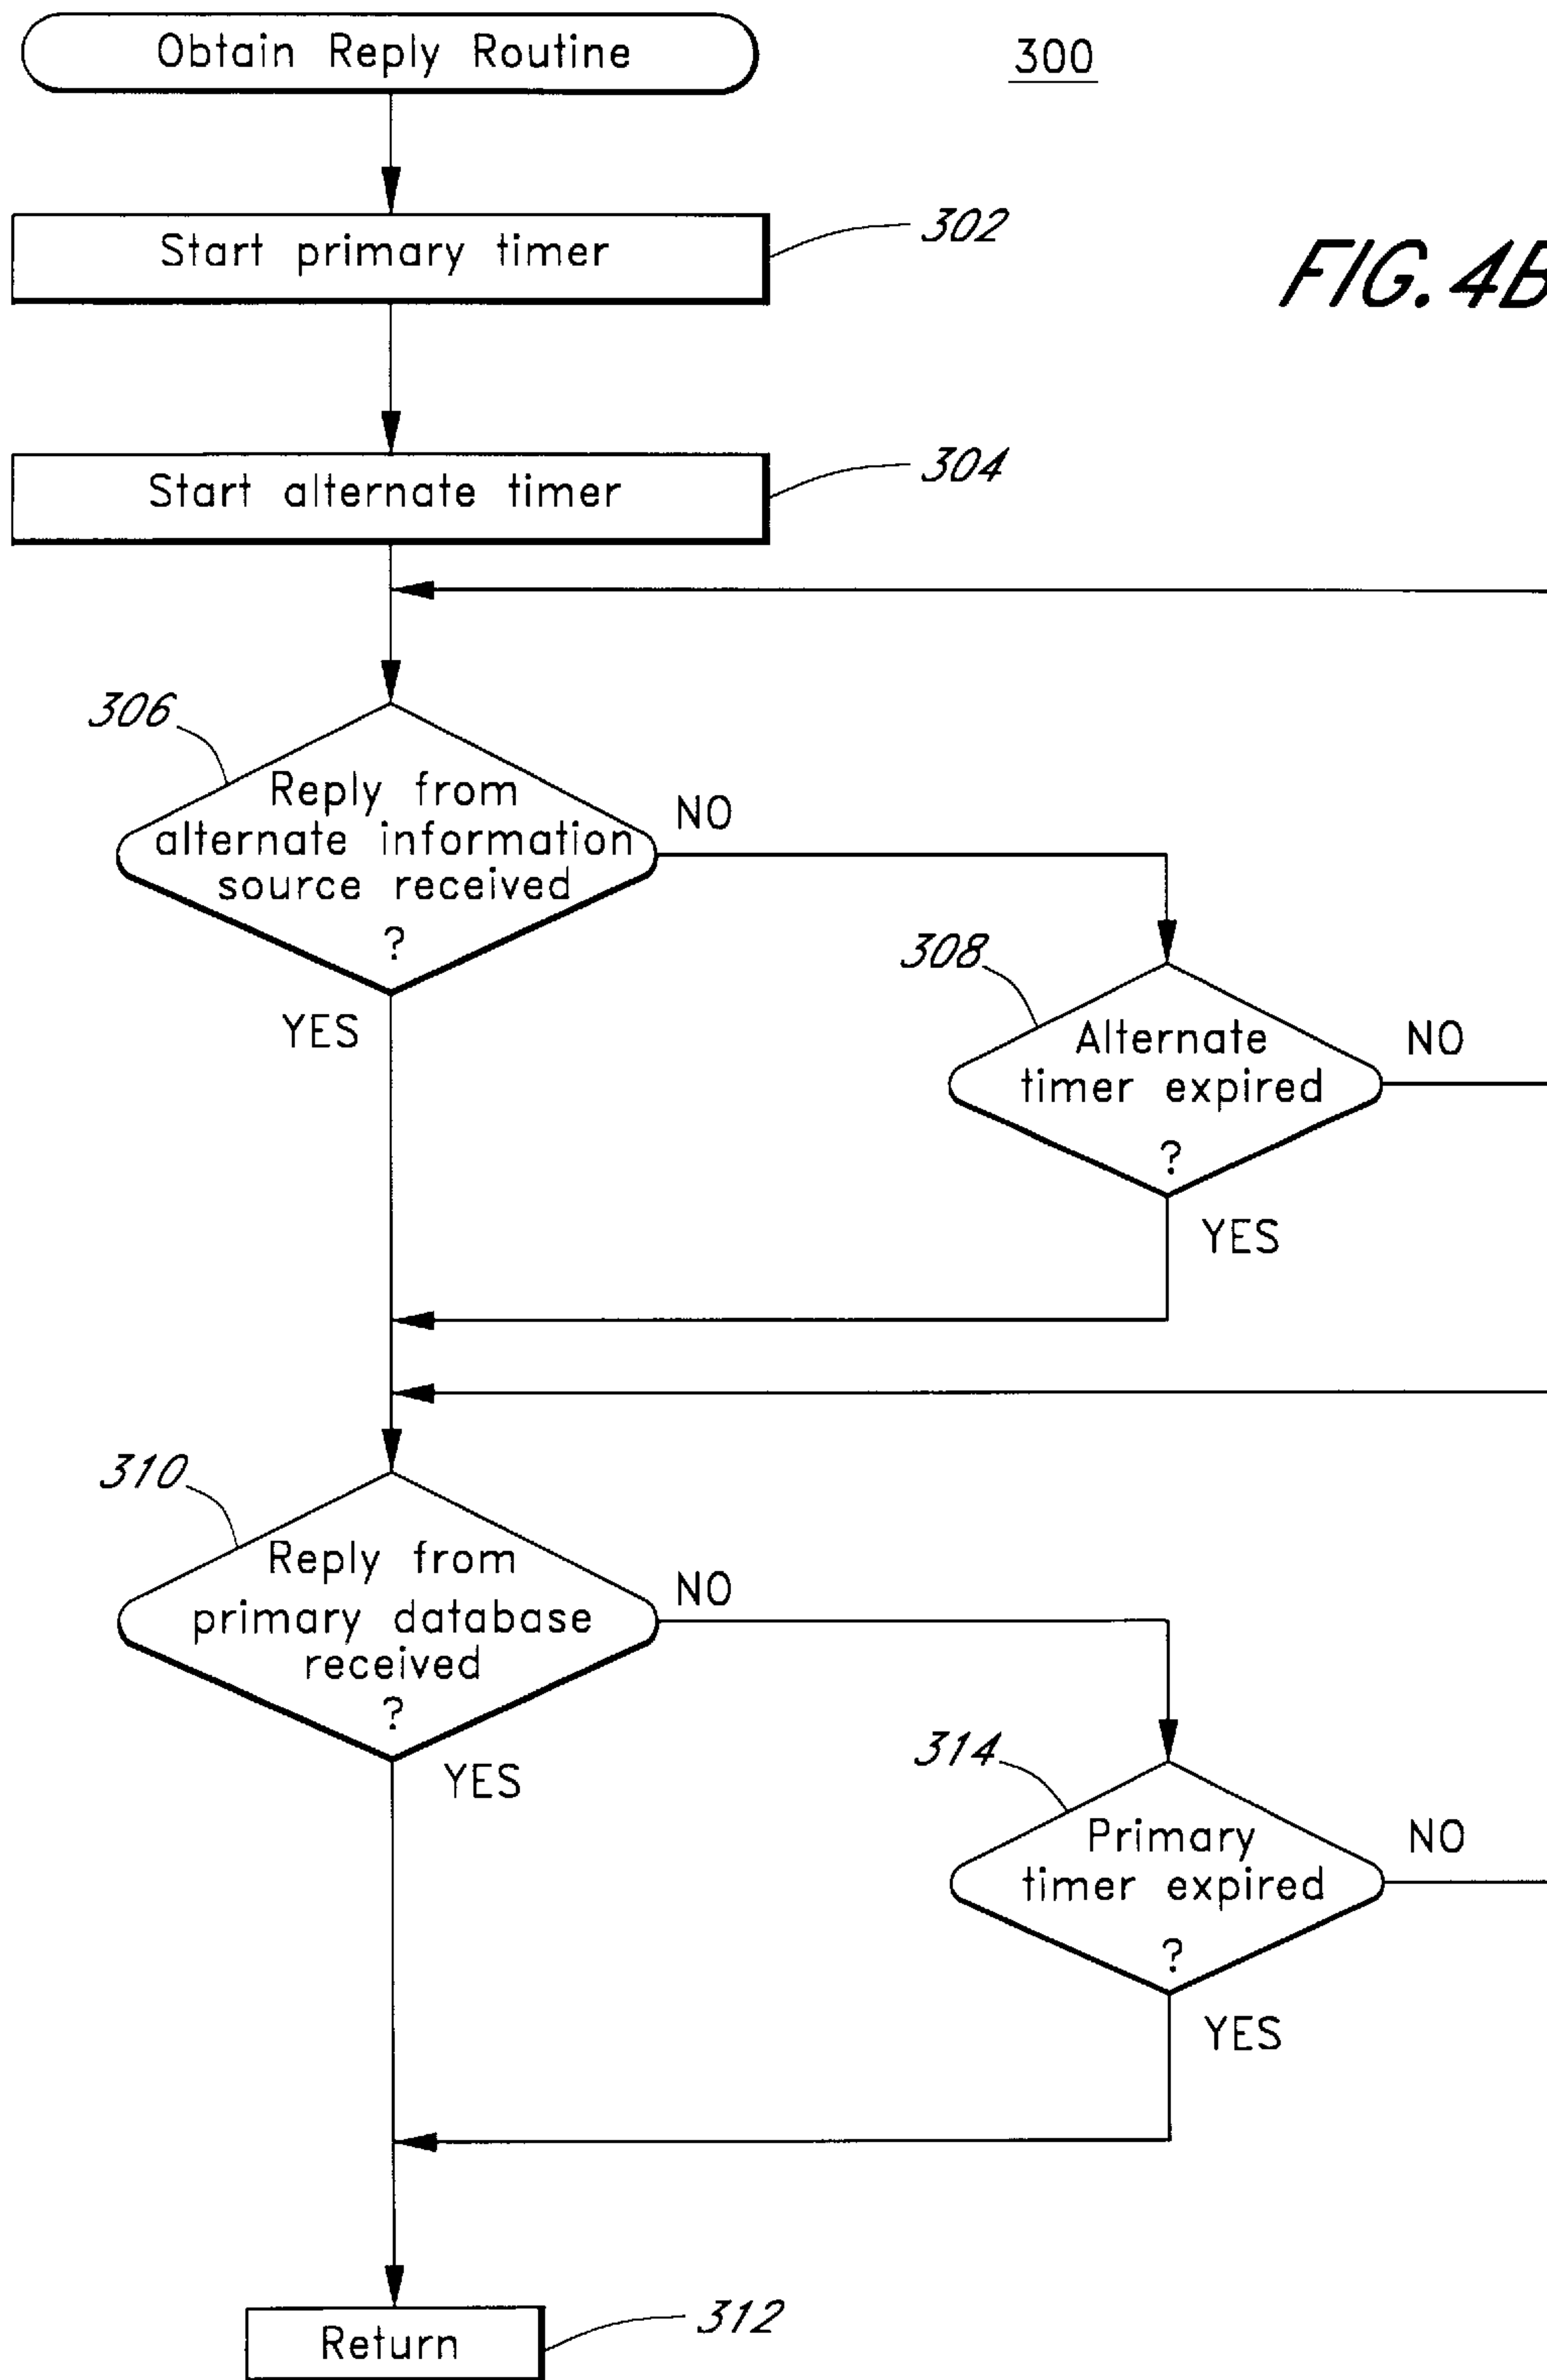 Obtain Reply Routine
300
Start primary timer
302
FIG. 4B
Start alternate timer
304
306
Reply from
alternate information
source received
?
NO
YES
308
Alternate
timer expired
?
NO
YES
310
Reply from
primary database
received
?
NO
YES
314
Primary
timer expired
?
NO
YES
Return
312